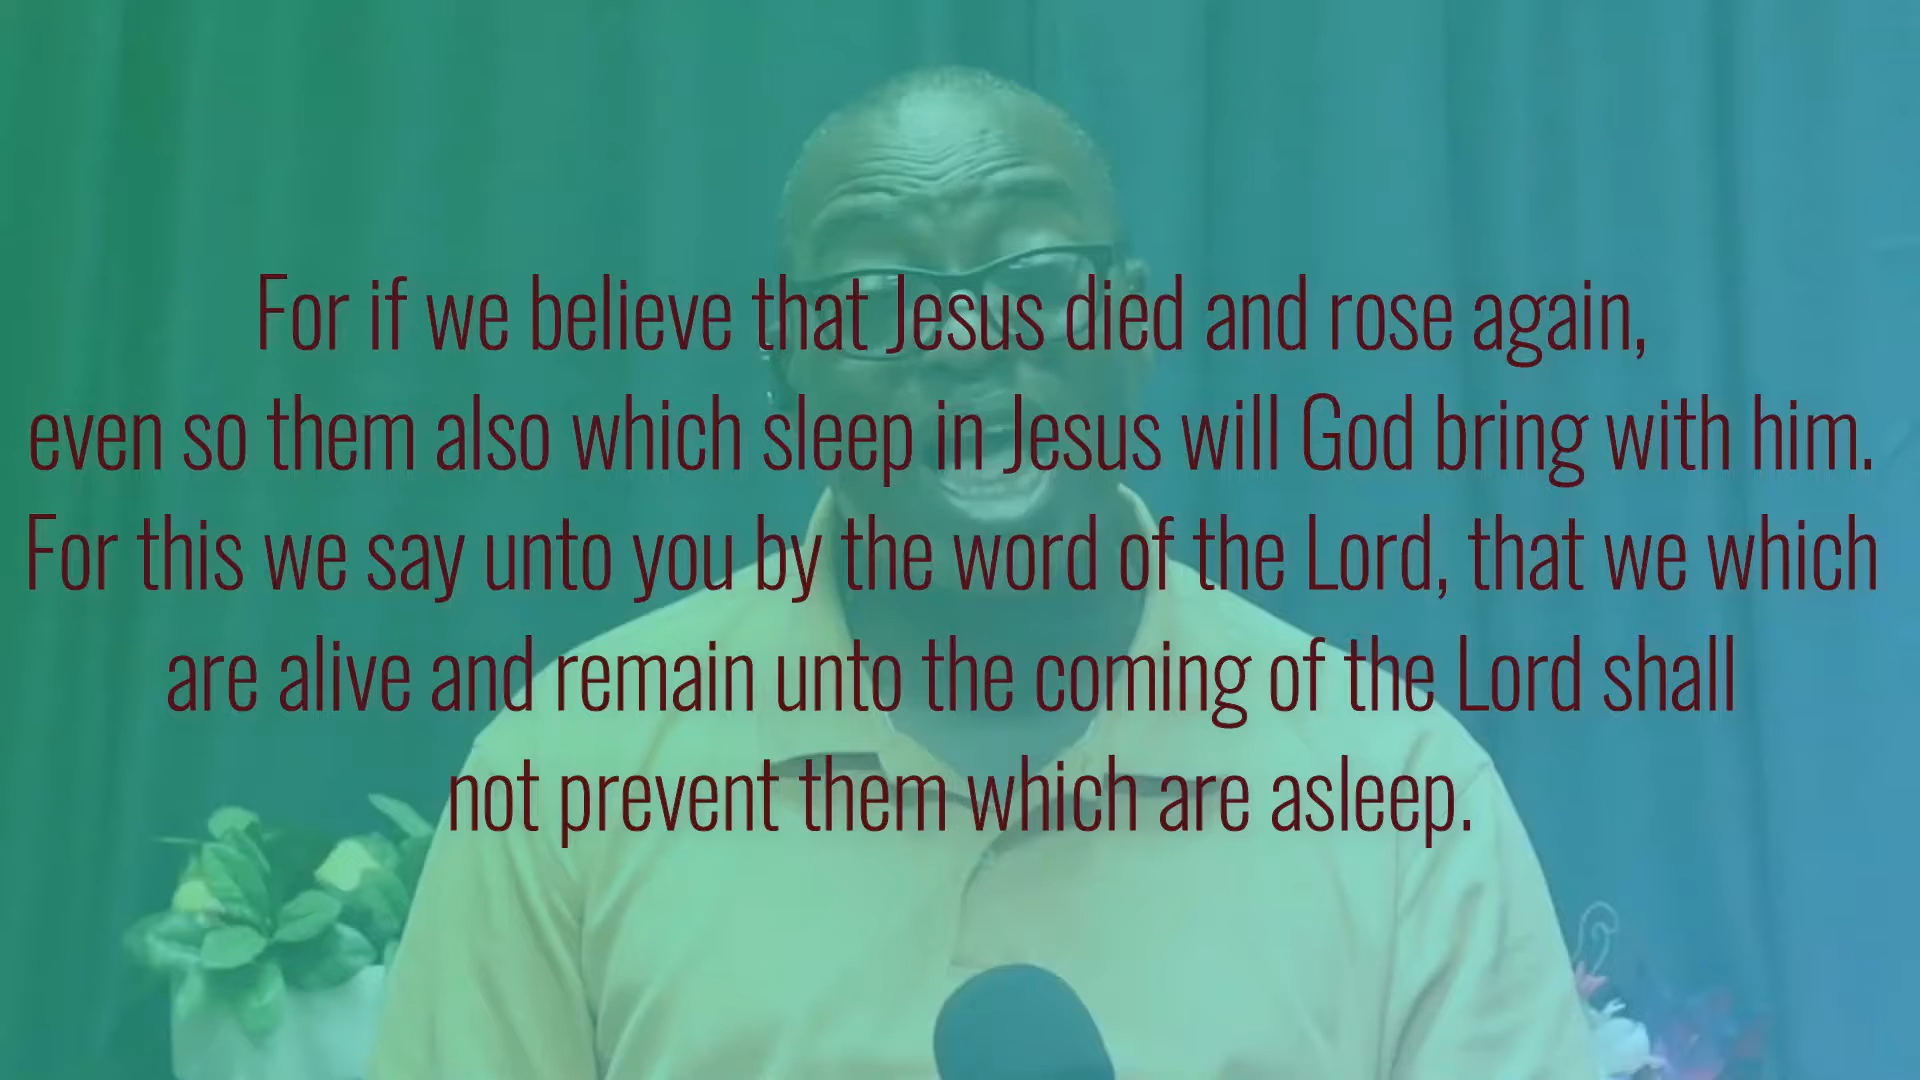 For if we believe that Jesus died and rose again,
even so them also which sleep in Jesus will God bring with him.
For this we say unto you by the word of the Lord, that we which
are alive and remain unto the coming of the Lord shall
not prevent them which are asleep.